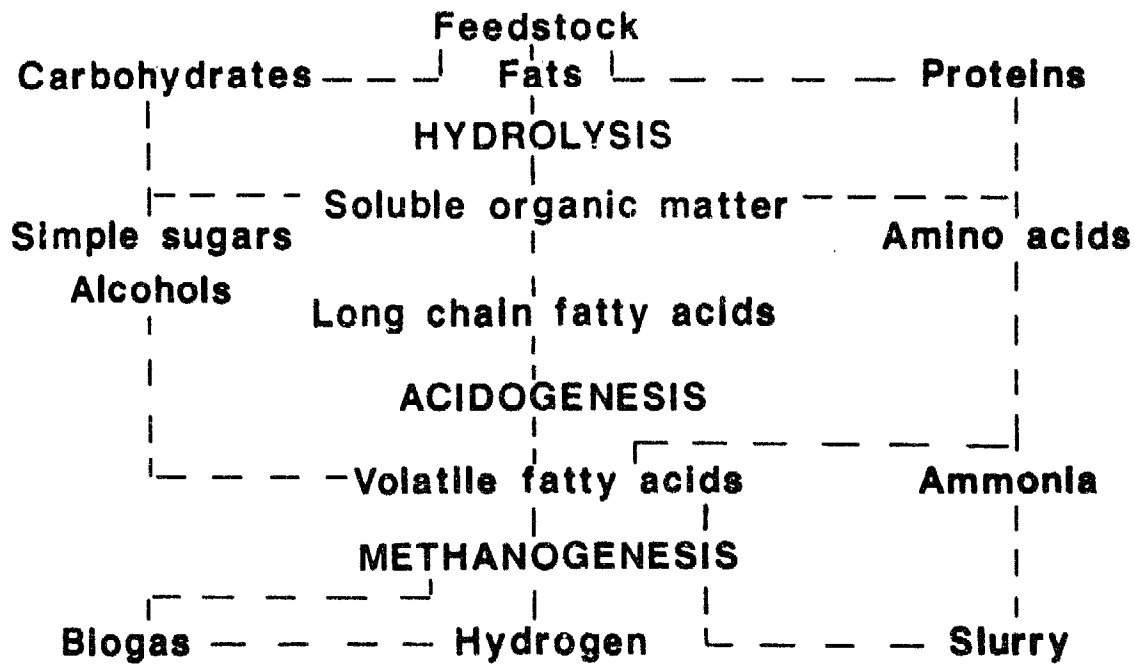 Feedstock
Carbohydrates Fats Proteins
HYDROLYSIS
Soluble organic matter
Simple sugars Amino acids
Alcohols
Long chain fatty acids
ACIDOGENESIS
Volatile fatty acids Ammonia
METHANOGENESIS
Biogas Hydrogen Slurry